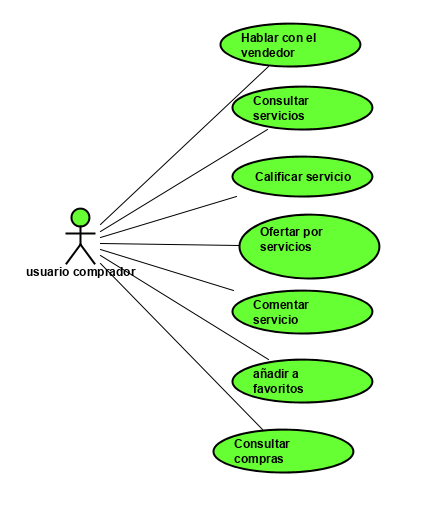 Hablar con el
vendedor
Consultar
servicios
Calificar servicio
Ofertar por
servicios
usuario comprador
Comentar
servicio
añadir a
favoritos
Consultar
compras